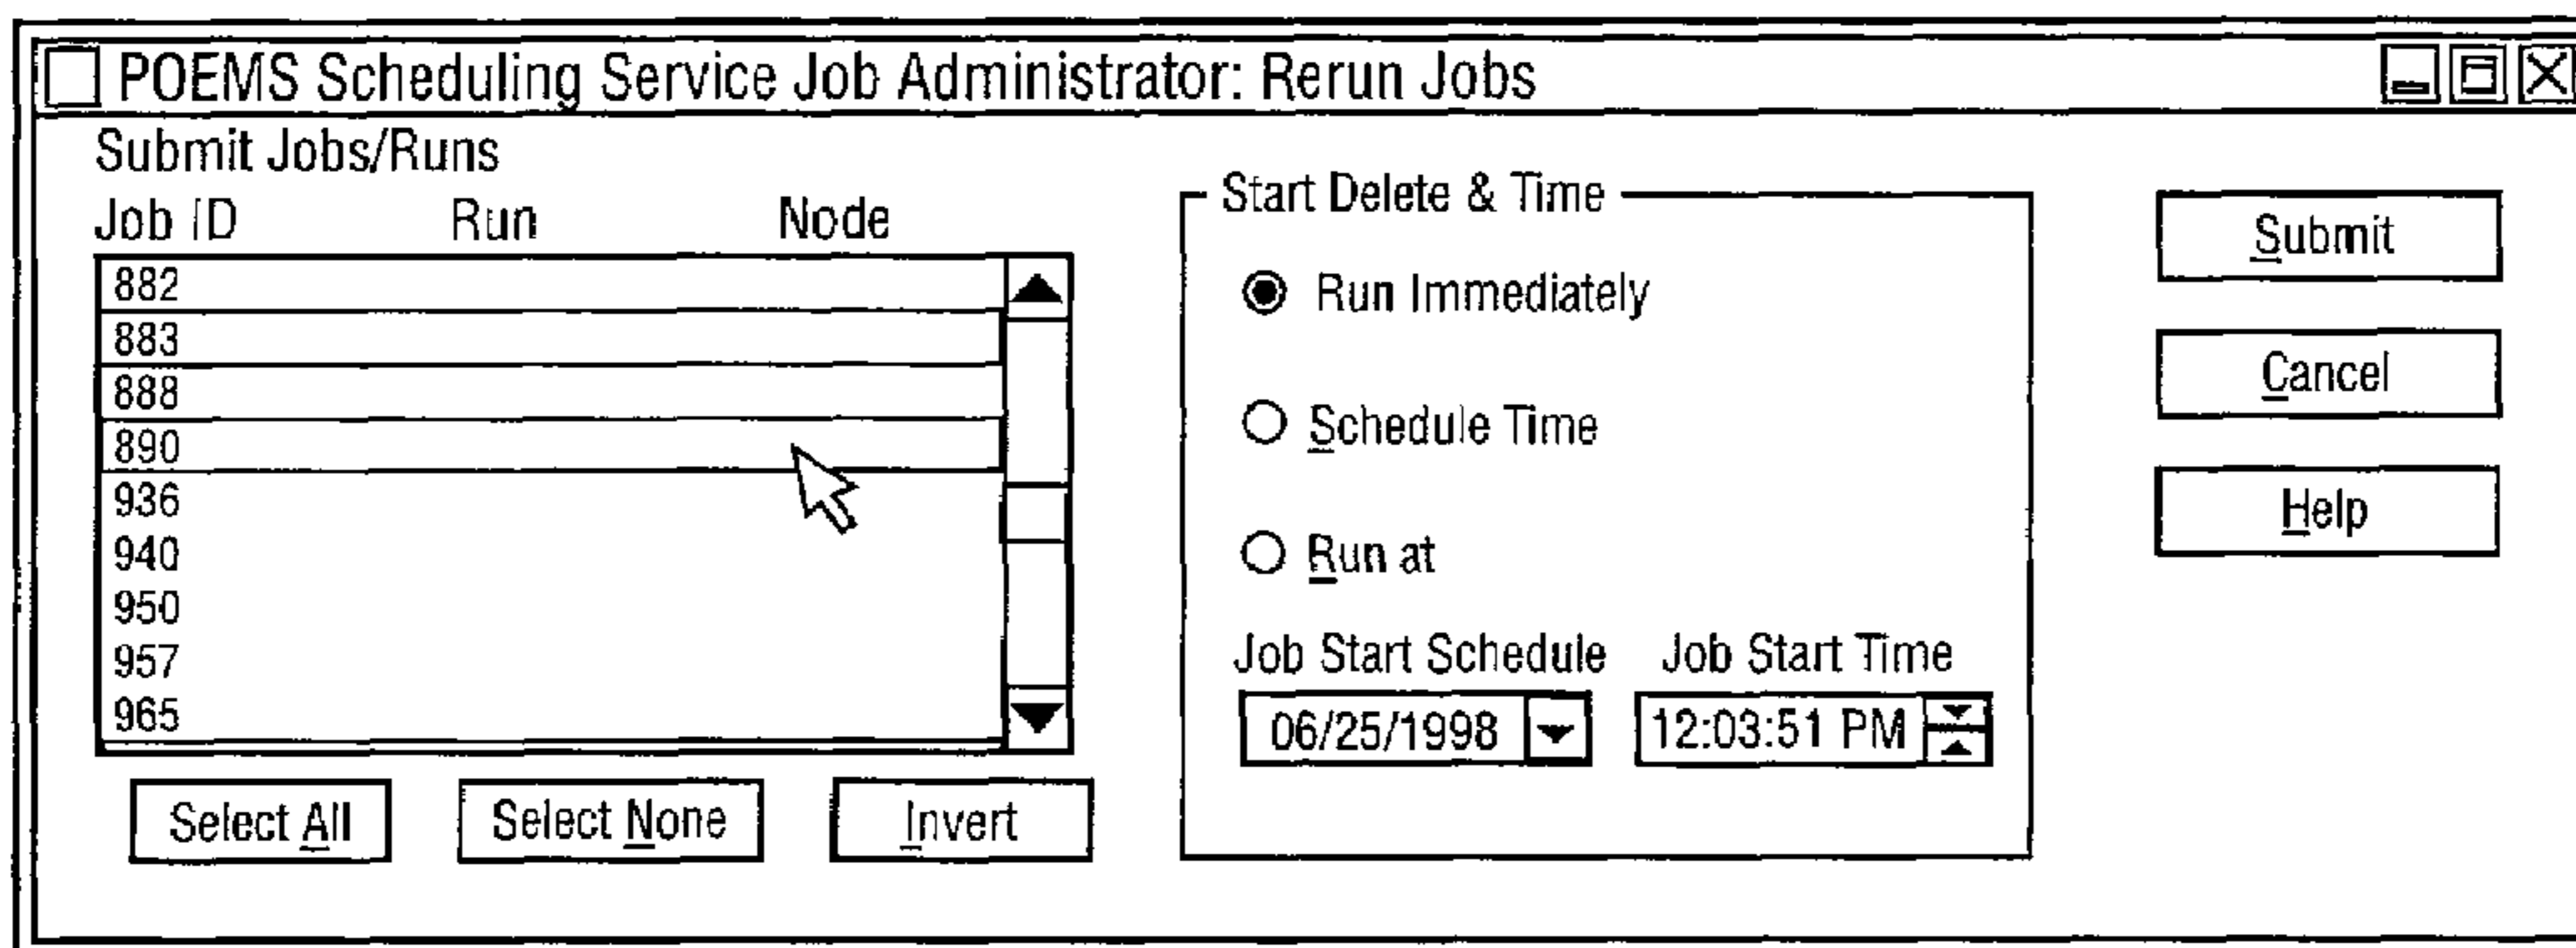 POEMS Scheduling Service Job Administrator: Rerun Jobs
Submit Jobs/Runs
Job ID Run Node
882
883
888
890
936
940
950
957
965
Select All Select None Invert
Start Delete & Time
Run Immediately
Schedule Time
Run at
Job Start Schedule Job Start Time
06/25/1998 12:03:51 PM
Submit
Cancel
Help